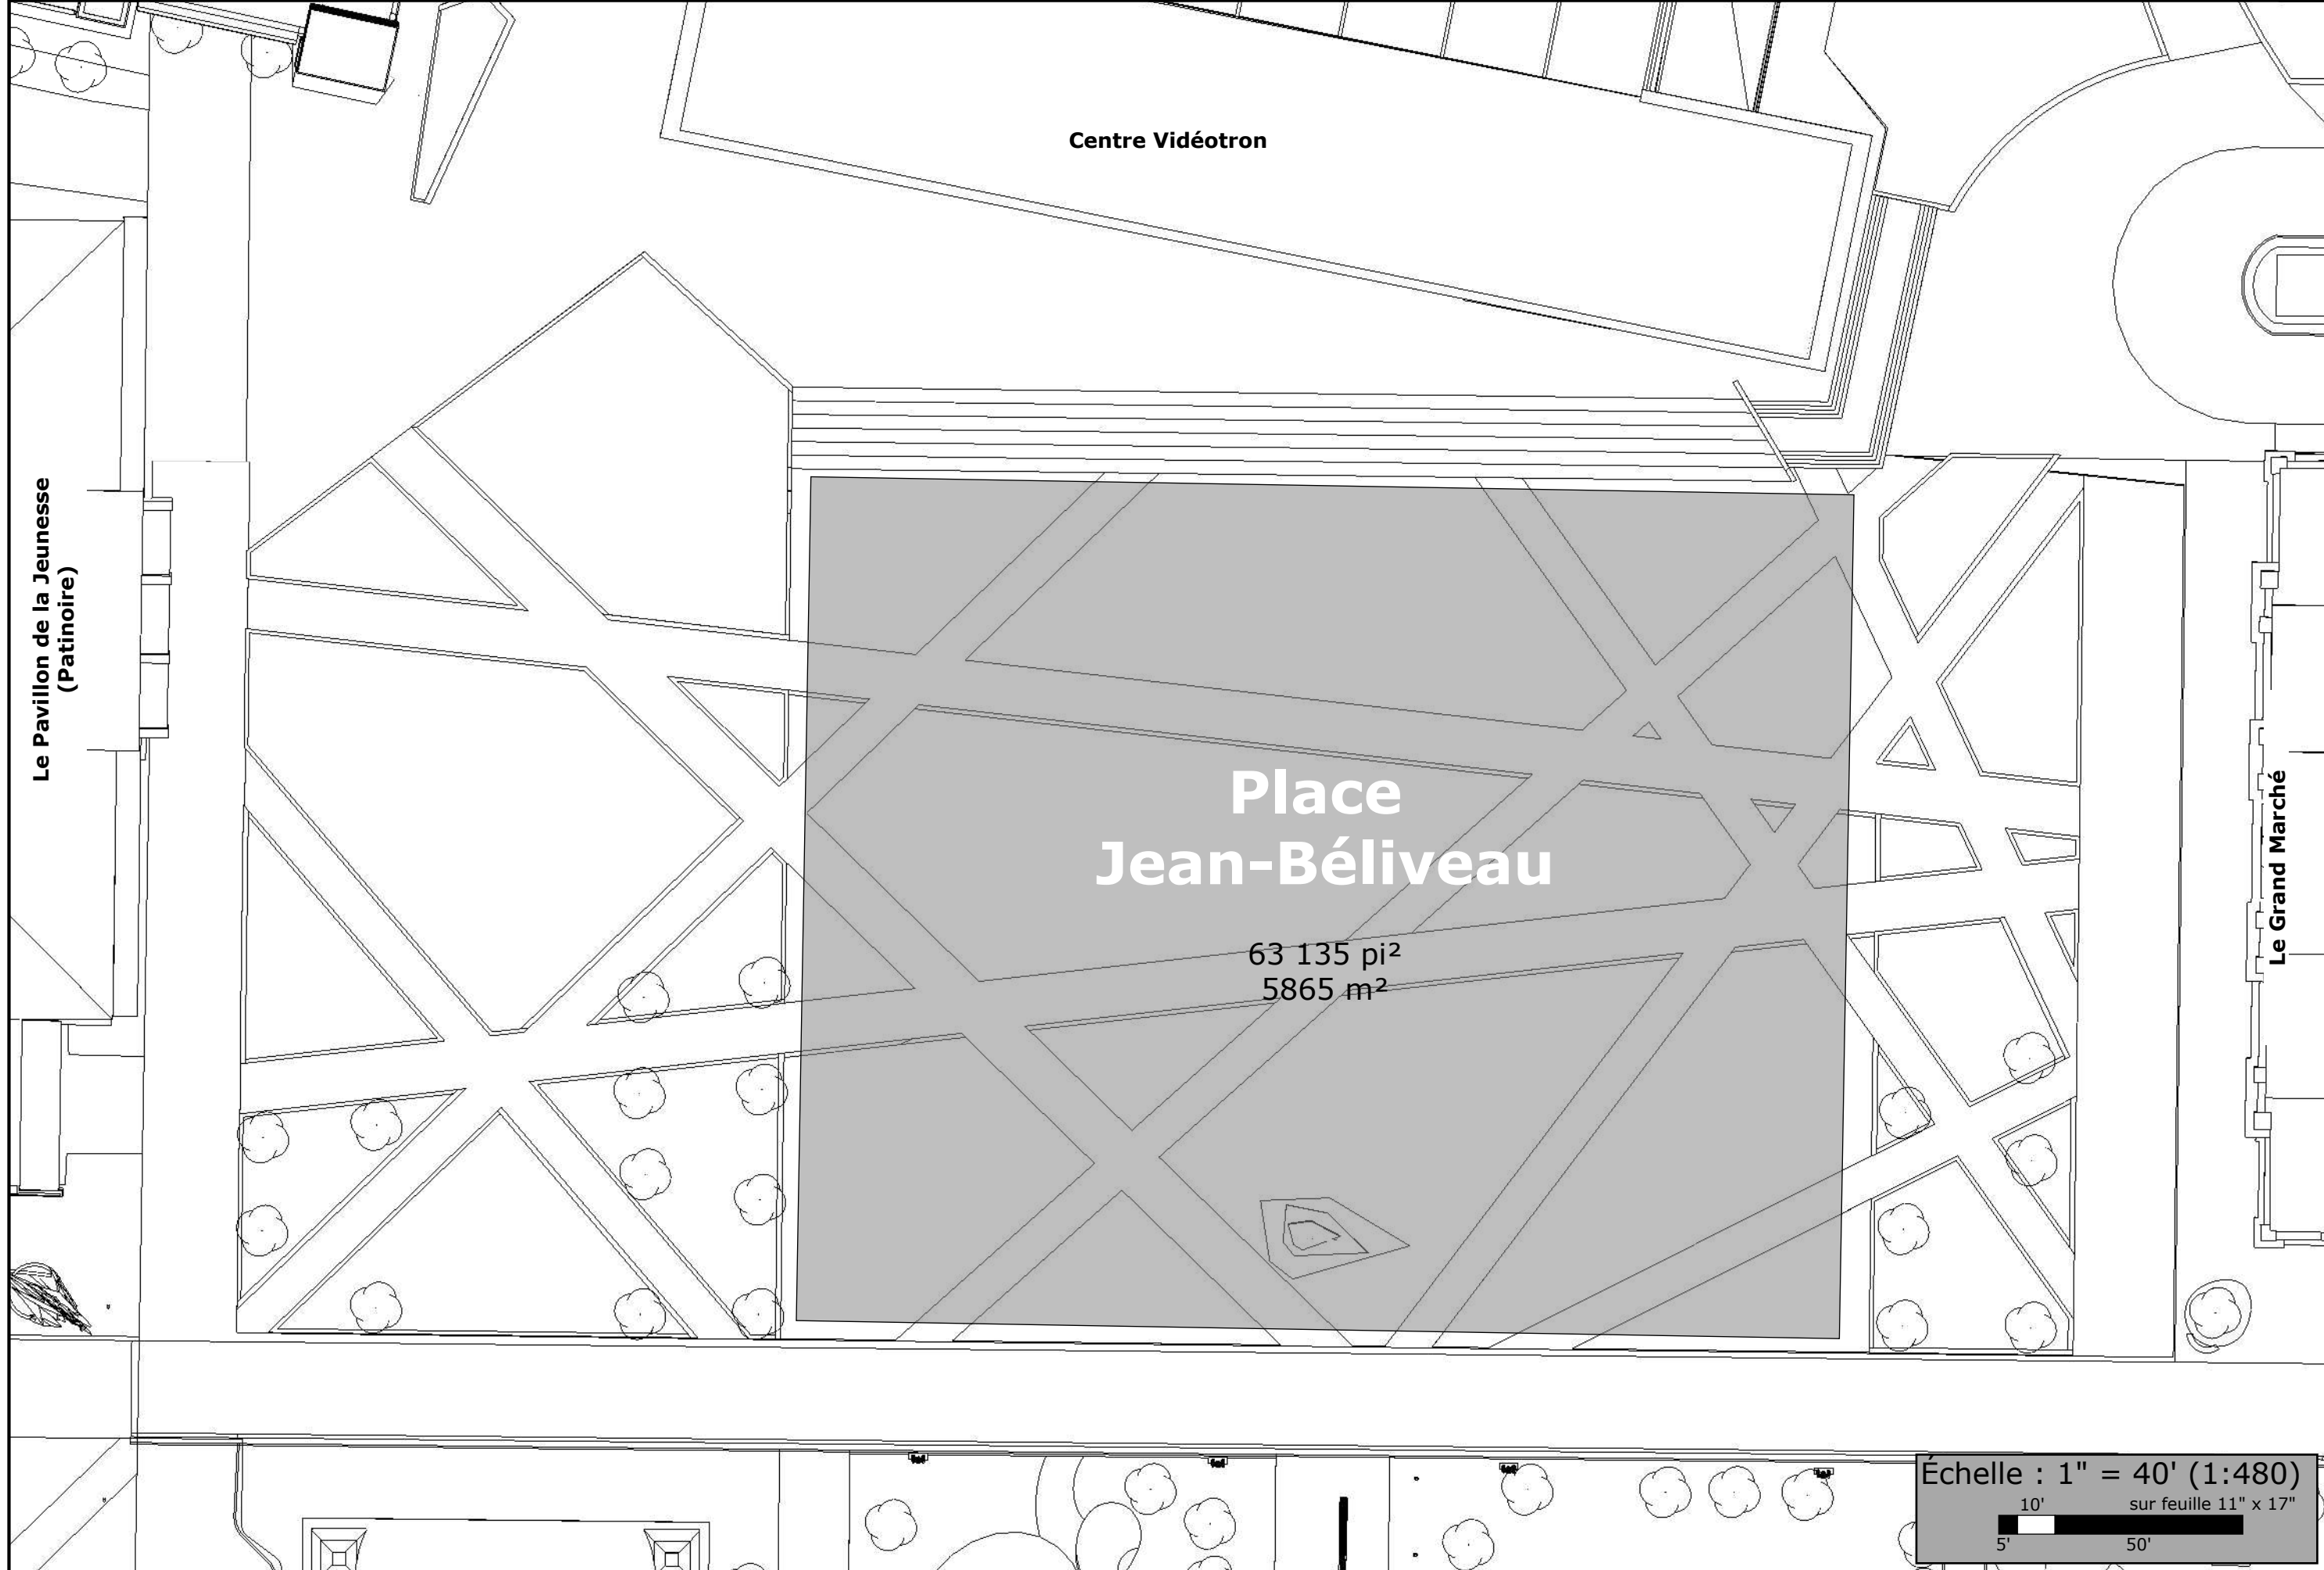 Centre Vidéotron
Le Pavillon de la Jeunesse
(Patinoire)
Place
Jean-Béliveau
63 135 pi²
5865 m²
Le Grand Marché
Échelle : 1" = 40' (1:480)
10'
sur feuille 11" x 17"
5'
50'